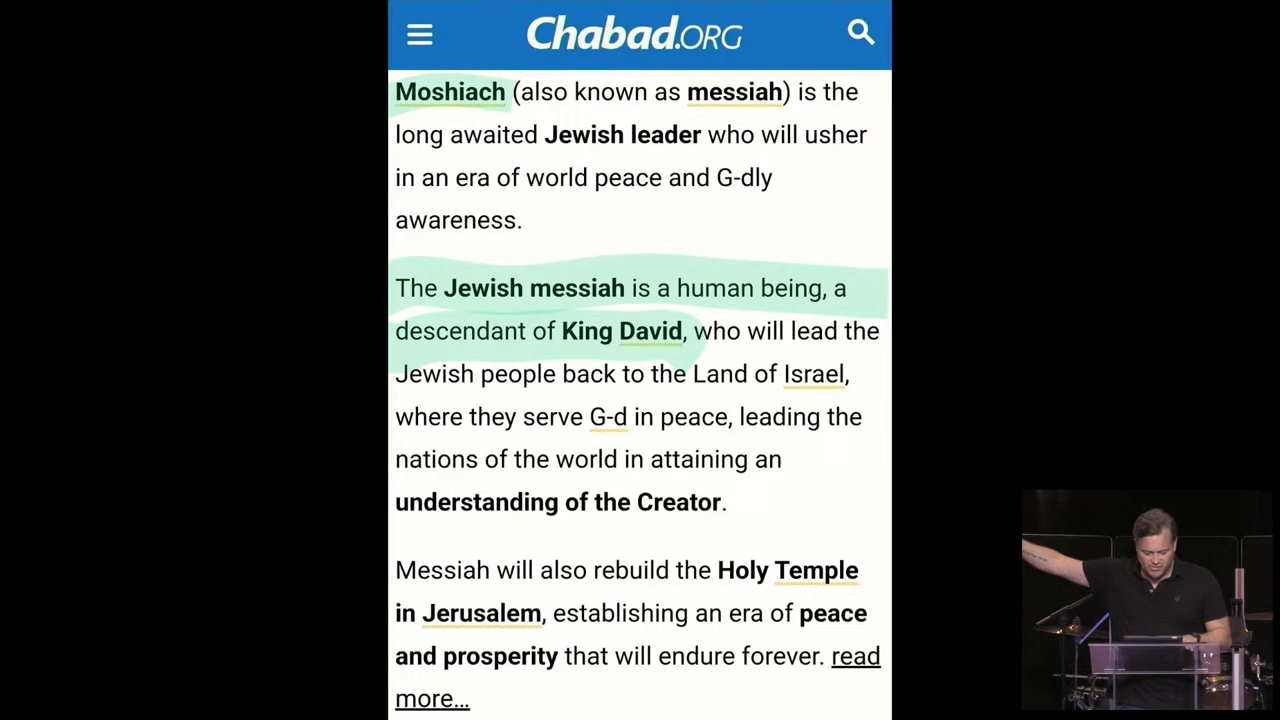 Chabad.ORG
Moshiach (also known as messiah) is the
long awaited Jewish leader who will usher
in an era of world peace and G-dly
awareness.
The Jewish messiah is a human being, a
descendant of King David, who will lead the
Jewish people back to the Land of Israel,
where they serve G-d in peace, leading the
nations of the world in attaining an
understanding of the Creator.
Messiah will also rebuild the Holy Temple
in Jerusalem, establishing an era of peace
and prosperity that will endure forever. read
more...